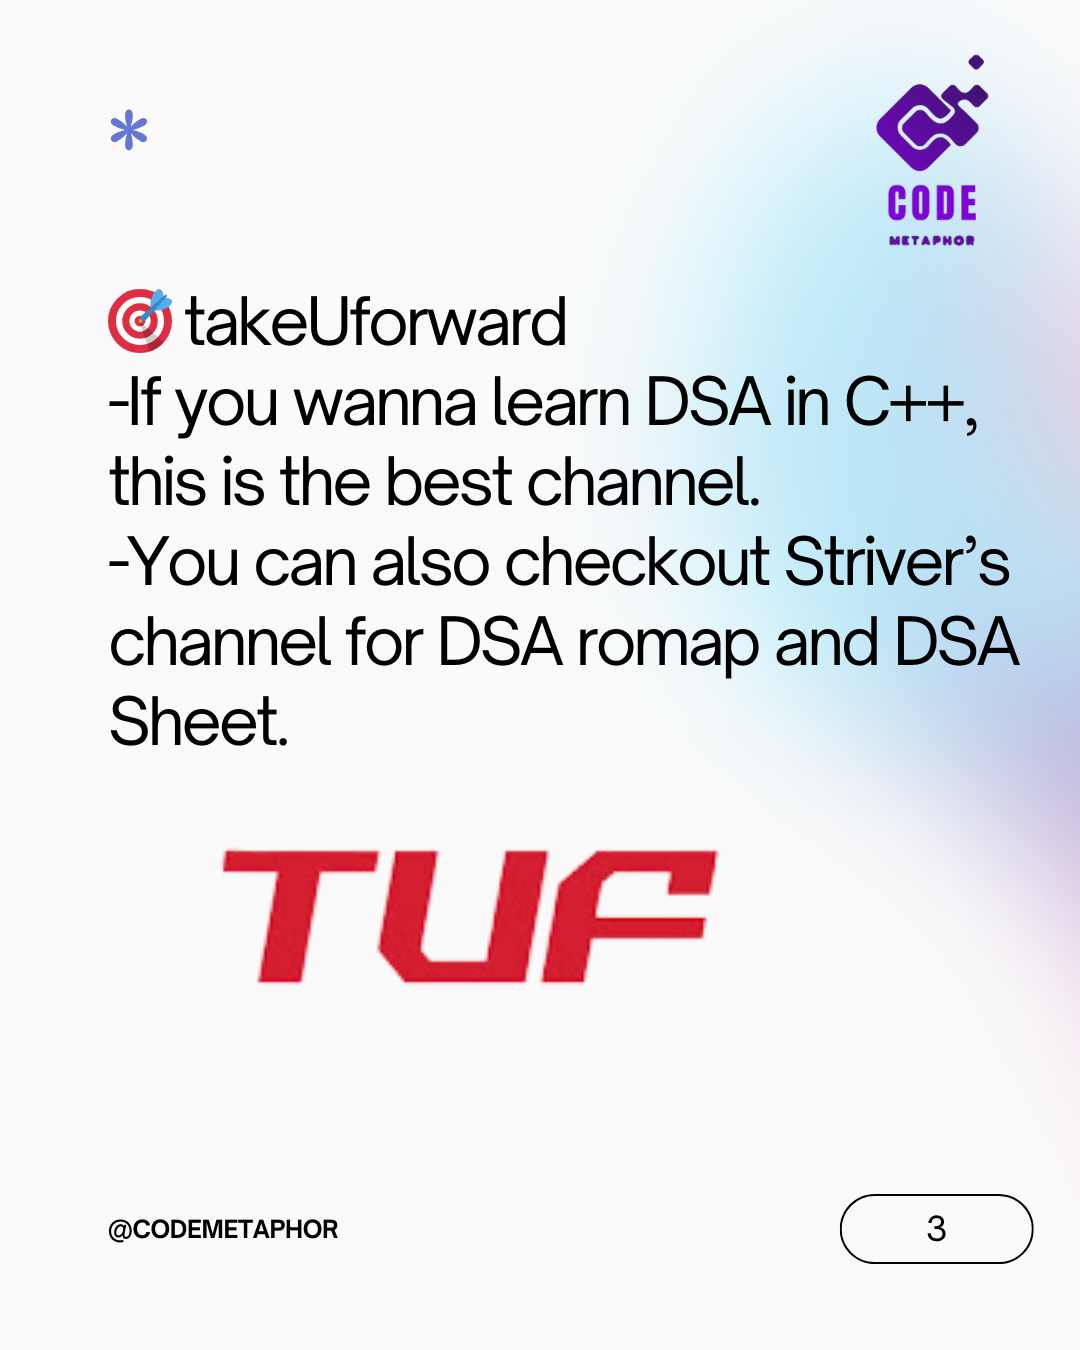 *
CODE
METAPHOR
🎯 takeUforward
-If you wanna learn DSA in C++,
this is the best channel.
-You can also checkout Striver’s
channel for DSA romap and DSA
Sheet.
TUF
@CODEMETAPHOR
3